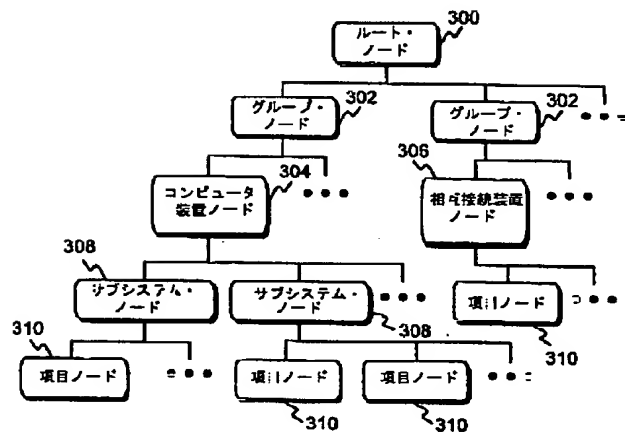 300
ルート・
ノード
グループ・
ノード
302
グループ・
ノード
302
304
コンピュータ
装置ノード
306
相互接続装置
ノード
308
サブシステム・
ノード
サブシステム・
ノード
308
項目ノード
310
310
項目ノード
項目ノード
310
項目ノード
310